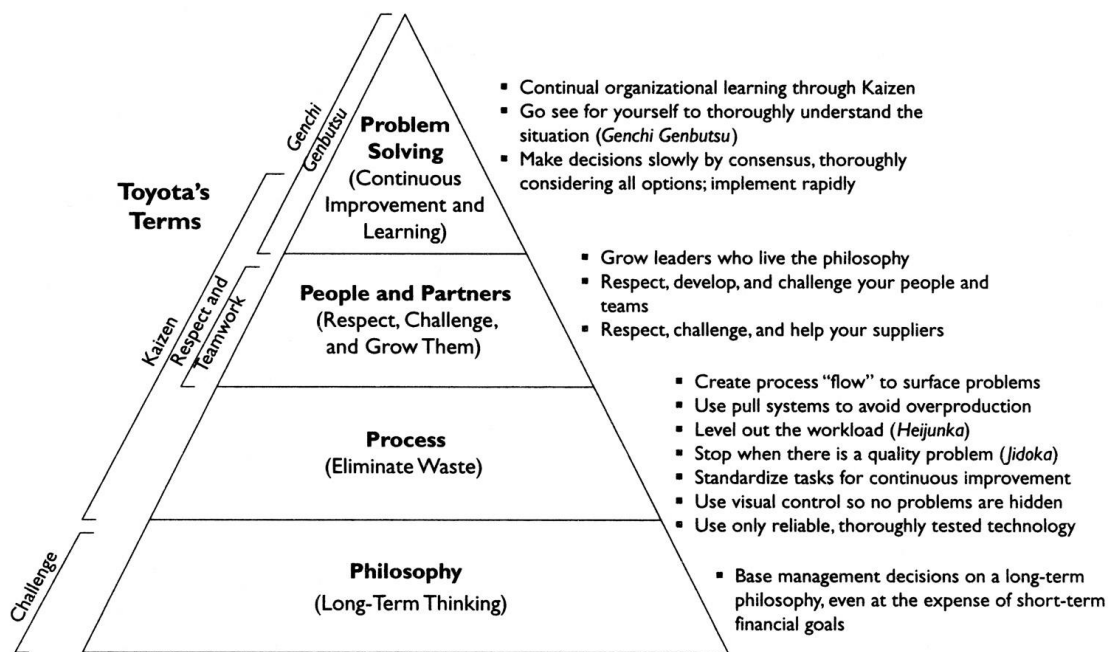 Toyota's
Terms
Genchi
Genbutsu
Kaizen
Respect and
Teamwork
Challenge
Problem
Solving
(Continuous
Improvement and
Learning)
▪ Continual organizational learning through Kaizen
▪ Go see for yourself to thoroughly understand the
situation (Genchi Genbutsu)
▪ Make decisions slowly by consensus, thoroughly
considering all options; implement rapidly
People and Partners
(Respect, Challenge,
and Grow Them)
▪ Grow leaders who live the philosophy
▪ Respect, develop, and challenge your people and
teams
▪ Respect, challenge, and help your suppliers
Process
(Eliminate Waste)
▪ Create process “flow” to surface problems
▪ Use pull systems to avoid overproduction
▪ Level out the workload (Heijunka)
▪ Stop when there is a quality problem (Jidoka)
▪ Standardize tasks for continuous improvement
▪ Use visual control so no problems are hidden
▪ Use only reliable, thoroughly tested technology
Philosophy
(Long-Term Thinking)
▪ Base management decisions on a long-term
philosophy, even at the expense of short-term
financial goals